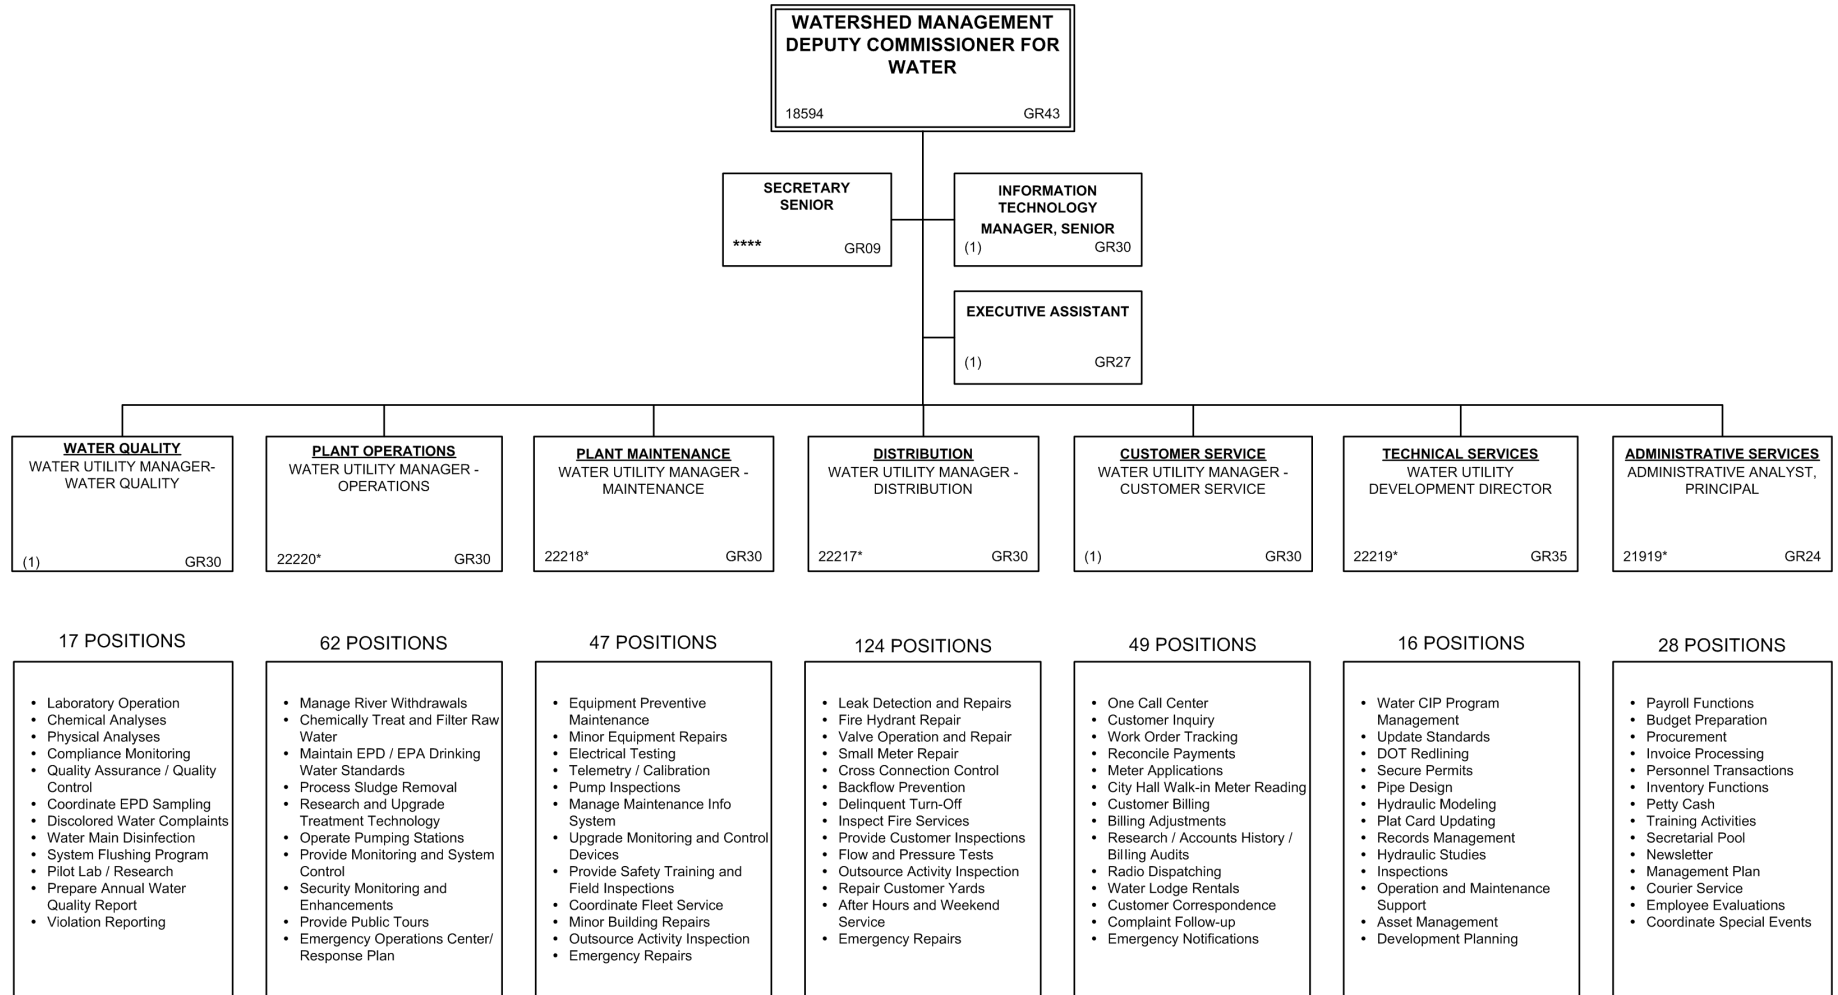 WATERSHED MANAGEMENT
DEPUTY COMMISSIONER FOR
WATER
18594 GR43
SECRETARY
SENIOR
**** GR09
INFORMATION
TECHNOLOGY
MANAGER, SENIOR
(1) GR30
EXECUTIVE ASSISTANT
(1) GR27
WATER QUALITY
WATER UTILITY MANAGER-
WATER QUALITY
(1) GR30
PLANT OPERATIONS
WATER UTILITY MANAGER -
OPERATIONS
22220* GR30
PLANT MAINTENANCE
WATER UTILITY MANAGER -
MAINTENANCE
22218* GR30
DISTRIBUTION
WATER UTILITY MANAGER -
DISTRIBUTION
22217* GR30
CUSTOMER SERVICE
WATER UTILITY MANAGER -
CUSTOMER SERVICE
(1) GR30
TECHNICAL SERVICES
WATER UTILITY
DEVELOPMENT DIRECTOR
22219* GR35
ADMINISTRATIVE SERVICES
ADMINISTRATIVE ANALYST,
PRINCIPAL
21919* GR24
17 POSITIONS
• Laboratory Operation
• Chemical Analyses
• Physical Analyses
• Compliance Monitoring
• Quality Assurance / Quality
Control
• Coordinate EPD Sampling
• Discolored Water Complaints
• Water Main Disinfection
• System Flushing Program
• Pilot Lab / Research
• Prepare Annual Water
Quality Report
• Violation Reporting
62 POSITIONS
• Manage River Withdrawals
• Chemically Treat and Filter Raw
Water
• Maintain EPD / EPA Drinking
Water Standards
• Process Sludge Removal
• Research and Upgrade
Treatment Technology
• Operate Pumping Stations
• Provide Monitoring and System
Control
• Security Monitoring and
Enhancements
• Provide Public Tours
• Emergency Operations Center/
Response Plan
47 POSITIONS
• Equipment Preventive
Maintenance
• Minor Equipment Repairs
• Electrical Testing
• Telemetry / Calibration
• Pump Inspections
• Manage Maintenance Info
System
• Upgrade Monitoring and Control
Devices
• Provide Safety Training and
Field Inspections
• Coordinate Fleet Service
• Minor Building Repairs
• Outsource Activity Inspection
• Emergency Repairs
124 POSITIONS
• Leak Detection and Repairs
• Fire Hydrant Repair
• Valve Operation and Repair
• Small Meter Repair
• Cross Connection Control
• Backflow Prevention
• Delinquent Turn-Off
• Inspect Fire Services
• Provide Customer Inspections
• Flow and Pressure Tests
• Outsource Activity Inspection
• Repair Customer Yards
• After Hours and Weekend
Service
• Emergency Repairs
49 POSITIONS
• One Call Center
• Customer Inquiry
• Work Order Tracking
• Reconcile Payments
• Meter Applications
• City Hall Walk-in Meter Reading
• Customer Billing
• Billing Adjustments
• Research / Accounts History /
Billing Audits
• Radio Dispatching
• Water Lodge Rentals
• Customer Correspondence
• Complaint Follow-up
• Emergency Notifications
16 POSITIONS
• Water CIP Program
Management
• Update Standards
• DOT Redlining
• Secure Permits
• Pipe Design
• Hydraulic Modeling
• Plat Card Updating
• Records Management
• Hydraulic Studies
• Inspections
• Operation and Maintenance
Support
• Asset Management
• Development Planning
28 POSITIONS
• Payroll Functions
• Budget Preparation
• Procurement
• Invoice Processing
• Personnel Transactions
• Inventory Functions
• Petty Cash
• Training Activities
• Secretarial Pool
• Newsletter
• Management Plan
• Courier Service
• Employee Evaluations
• Coordinate Special Events